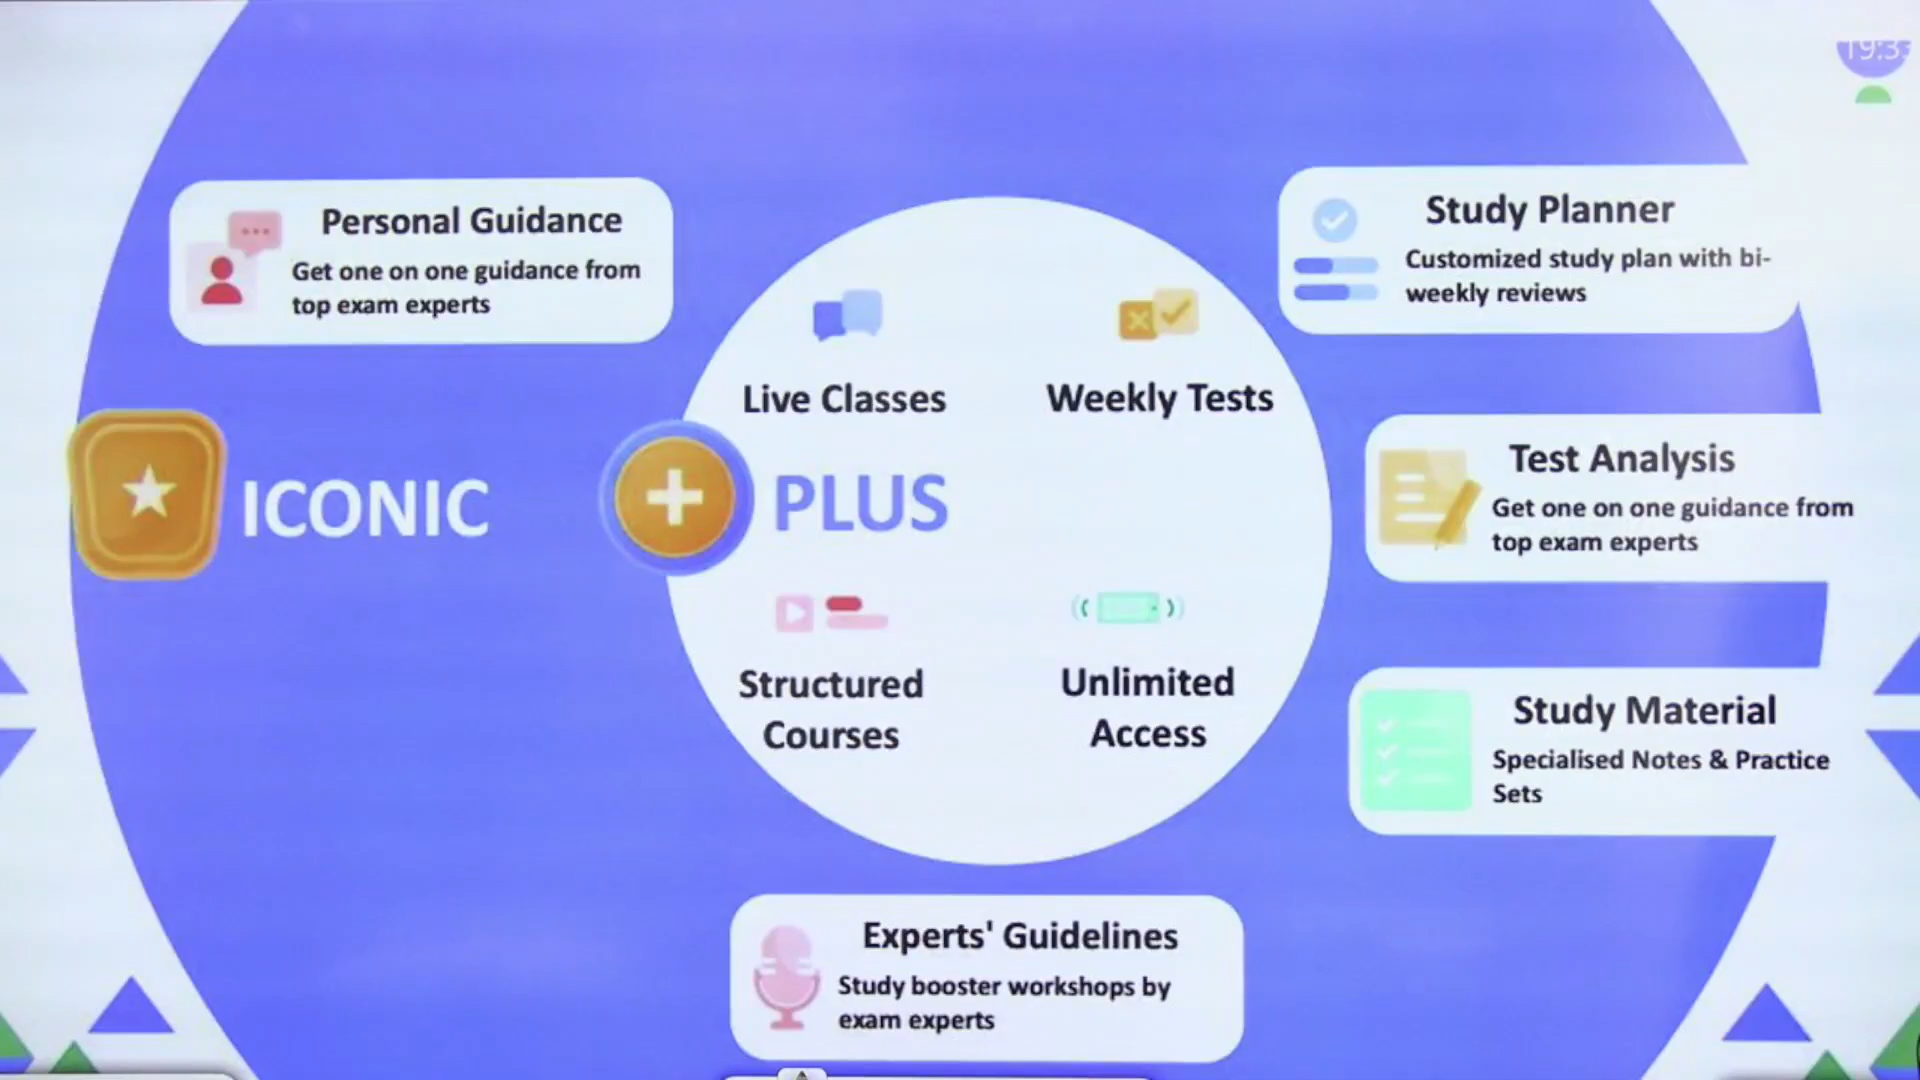 19:3
Personal Guidance
Get one on one guidance from
top exam experts
Study Planner
Customized study plan with bi-
weekly reviews
Live Classes
Weekly Tests
ICONIC
PLUS
Test Analysis
Get one on one guidance from
top exam experts
Structured
Courses
Unlimited
Access
Study Material
Specialised Notes & Practice
Sets
Experts' Guidelines
Study booster workshops by
exam experts